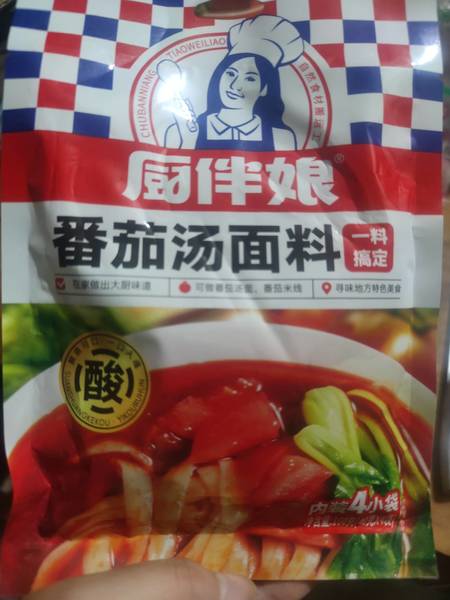 CHUBANNIANG TIAOWEILIAO
厨伴娘®
番茄汤面料
一料
搞定
在家做出大厨味道
可做番茄汤面、番茄米线
寻味地方特色美食
酸
YIKOURUHUN
内装4小袋